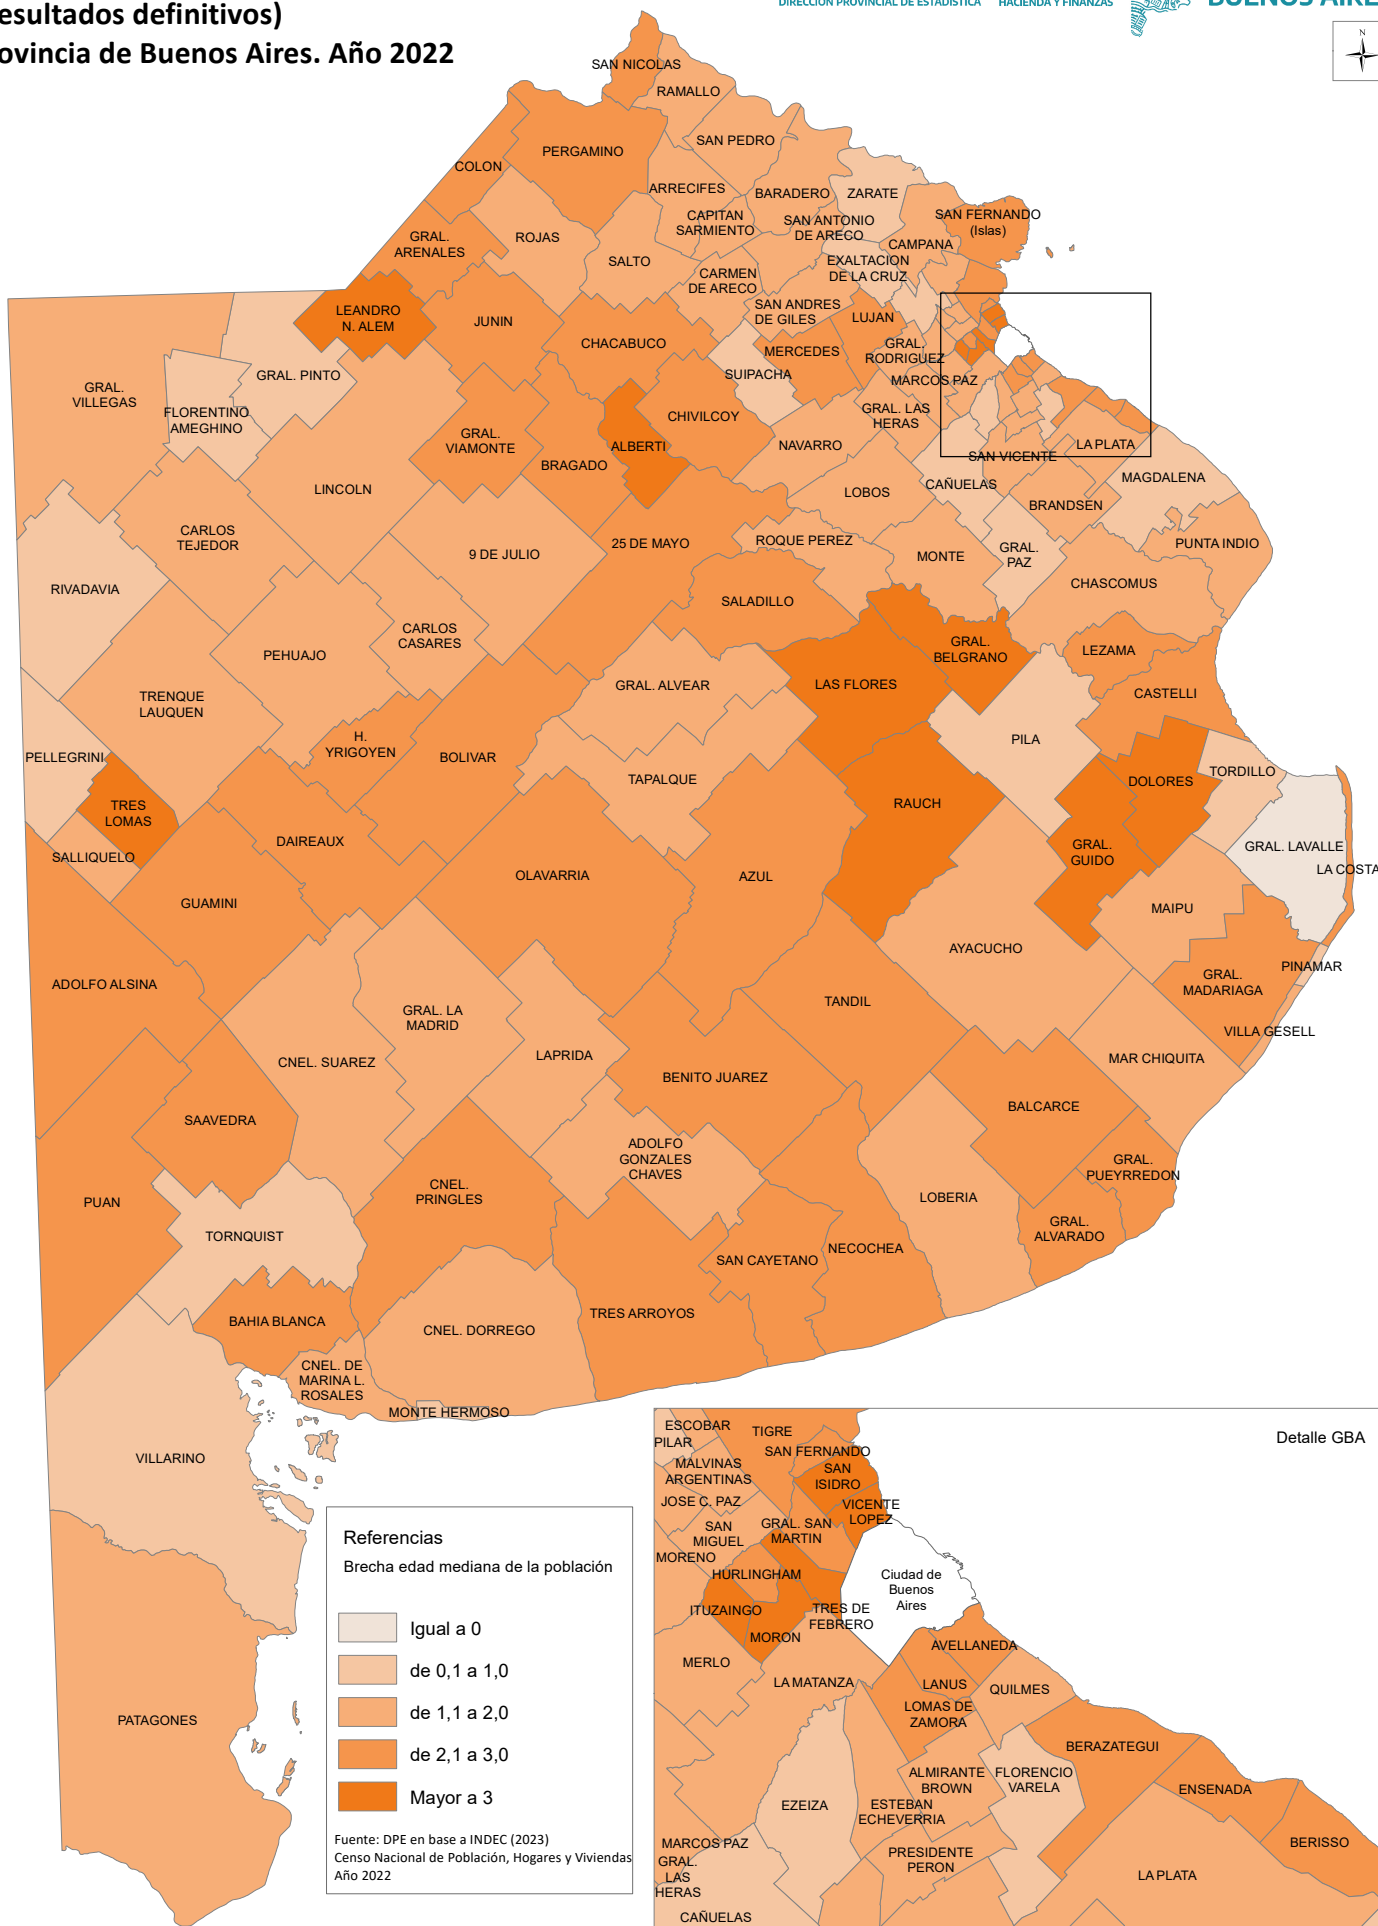 esultados definitivos)
ovincia de Buenos Aires. Año 2022
DIRECCIÓN PROVINCIAL DE ESTADÍSTICA
HACIENDA Y FINANZAS
BUENOS AIRE
N
SAN NICOLAS
RAMALLO
SAN PEDRO
PERGAMINO
COLON
ARRECIFES
BARADERO
ZARATE
CAPITAN
SARMIENTO
SAN ANTONIO
DE ARECO
SAN FERNANDO
(Islas)
CAMPANA
GRAL.
ARENALES
ROJAS
SALTO
EXALTACION
DE LA CRUZ
CARMEN
DE ARECO
SAN ANDRES
DE GILES
LUJAN
LEANDRO
N. ALEM
JUNIN
CHACABUCO
MERCEDES
GRAL.
RODRIGUEZ
SUIPACHA
MARCOS PAZ
GRAL. PINTO
GRAL.
VILLEGAS
FLORENTINO
AMEGHINO
CHIVILCOY
GRAL. LAS
HERAS
GRAL.
VIAMONTE
ALBERTI
NAVARRO
LA PLATA
SAN VICENTE
BRAGADO
LINCOLN
LOBOS
CAÑUELAS
MAGDALENA
BRANDSEN
CARLOS
TEJEDOR
9 DE JULIO
25 DE MAYO
ROQUE PEREZ
MONTE
GRAL.
PAZ
PUNTA INDIO
RIVADAVIA
CHASCOMUS
SALADILLO
CARLOS
CASARES
PEHUAJO
GRAL.
BELGRANO
LEZAMA
TRENQUE
LAUQUEN
GRAL. ALVEAR
LAS FLORES
CASTELLI
PELLEGRINI
H.
YRIGOYEN
BOLIVAR
PILA
TAPALQUE
DOLORES
TORDILLO
TRES
LOMAS
RAUCH
DAIREAUX
SALLIQUELO
GRAL.
GUIDO
GRAL. LAVALLE
LA COSTA
OLAVARRIA
AZUL
GUAMINI
MAIPU
AYACUCHO
ADOLFO ALSINA
GRAL.
MADARIAGA
PINAMAR
TANDIL
GRAL. LA
MADRID
VILLA GESELL
CNEL. SUAREZ
LAPRIDA
MAR CHIQUITA
BENITO JUAREZ
BALCARCE
SAAVEDRA
ADOLFO
GONZALES
CHAVES
GRAL.
PUEYRREDON
PUAN
CNEL.
PRINGLES
LOBERIA
TORNQUIST
GRAL.
ALVARADO
NECOCHEA
SAN CAYETANO
TRES ARROYOS
BAHIA BLANCA
CNEL. DORREGO
CNEL. DE
MARINA L.
ROSALES
MONTE HERMOSO
VILLARINO
PATAGONES
Referencias
Brecha edad mediana de la población
Igual a 0
de 0,1 a 1,0
de 1,1 a 2,0
de 2,1 a 3,0
Mayor a 3
Fuente: DPE en base a INDEC (2023)
Censo Nacional de Población, Hogares y Viviendas
Año 2022
Detalle GBA
ESCOBAR
TIGRE
PILAR
SAN FERNANDO
MALVINAS
ARGENTINAS
SAN
ISIDRO
JOSE C. PAZ
VICENTE
LOPEZ
SAN
MIGUEL
GRAL. SAN
MARTIN
MORENO
HURLINGHAM
Ciudad de
Buenos
Aires
ITUZAINGO
TRES DE
FEBRERO
MORON
AVELLANEDA
MERLO
LA MATANZA
LANUS
QUILMES
LOMAS DE
ZAMORA
BERAZATEGUI
ALMIRANTE
BROWN
FLORENCIO
VARELA
ENSENADA
EZEIZA
ESTEBAN
ECHEVERRIA
BERISSO
MARCOS PAZ
PRESIDENTE
PERON
GRAL.
LAS
HERAS
LA PLATA
CAÑUELAS